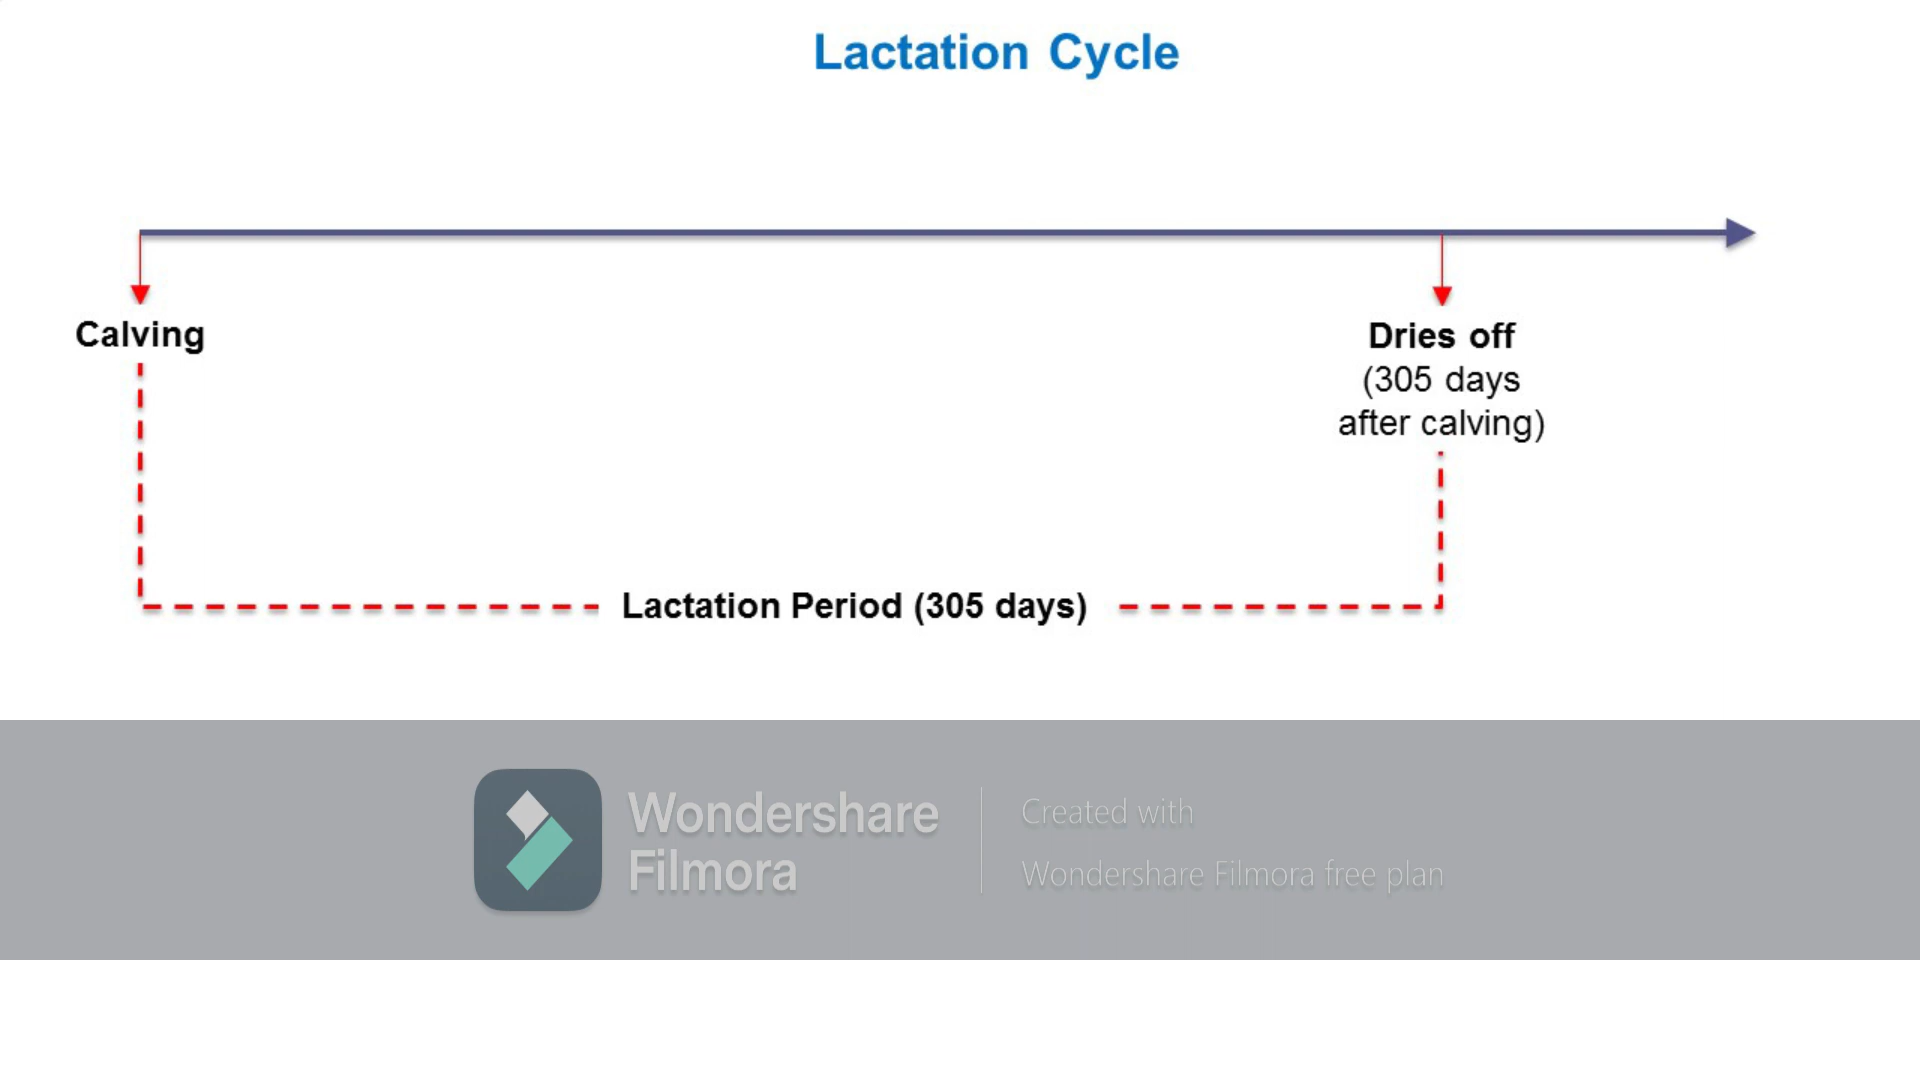 Lactation Cycle
Calving
Dries off
(305 days
after calving)
Lactation Period (305 days)
Wondershare
Filmora
Created with
Wondershare Filmora free plan